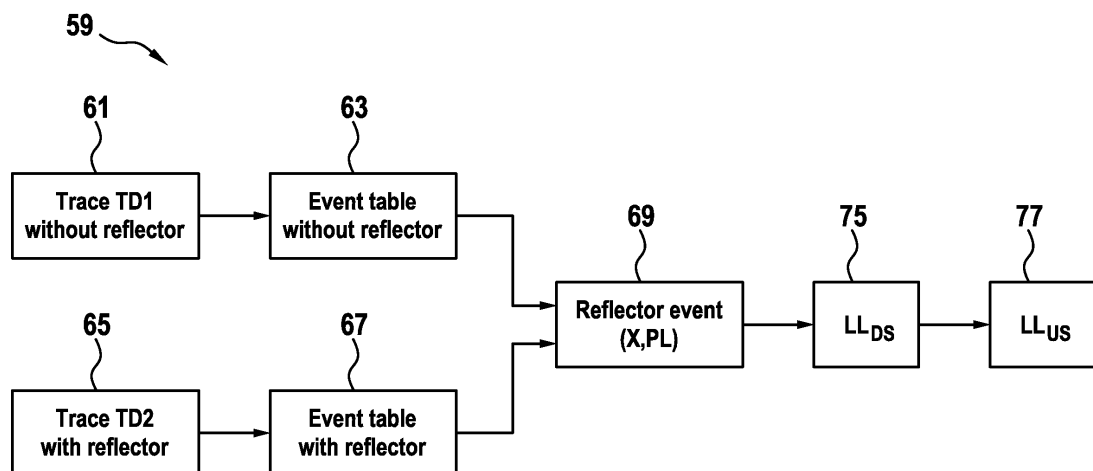 59
61
63
Trace TD1
without reflector
Event table
without reflector
69
75
77
Reflector event
(X,PL)
LLDS
LLUS
65
67
Trace TD2
with reflector
Event table
with reflector